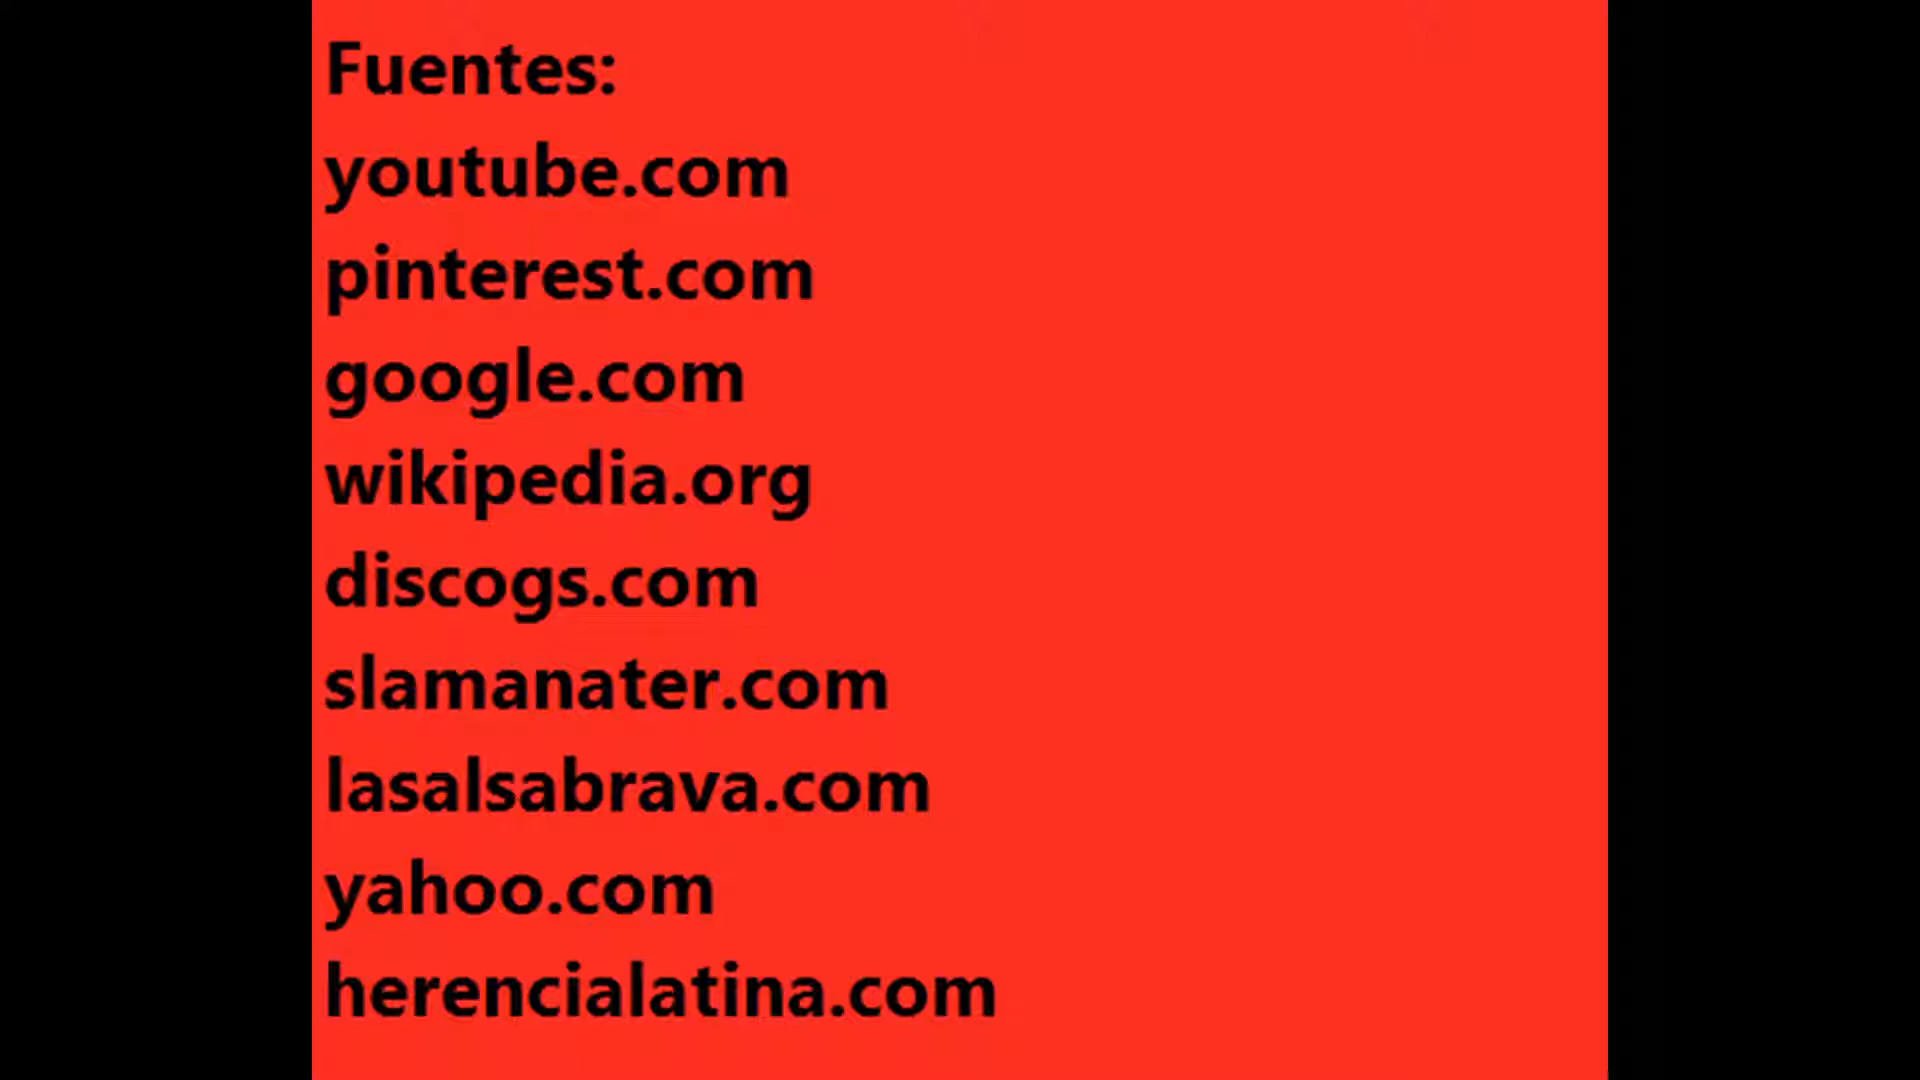 Fuentes:
youtube.com
pinterest.com
google.com
wikipedia.org
discogs.com
slamanater.com
lasalsabrava.com
yahoo.com
herencialatina.com